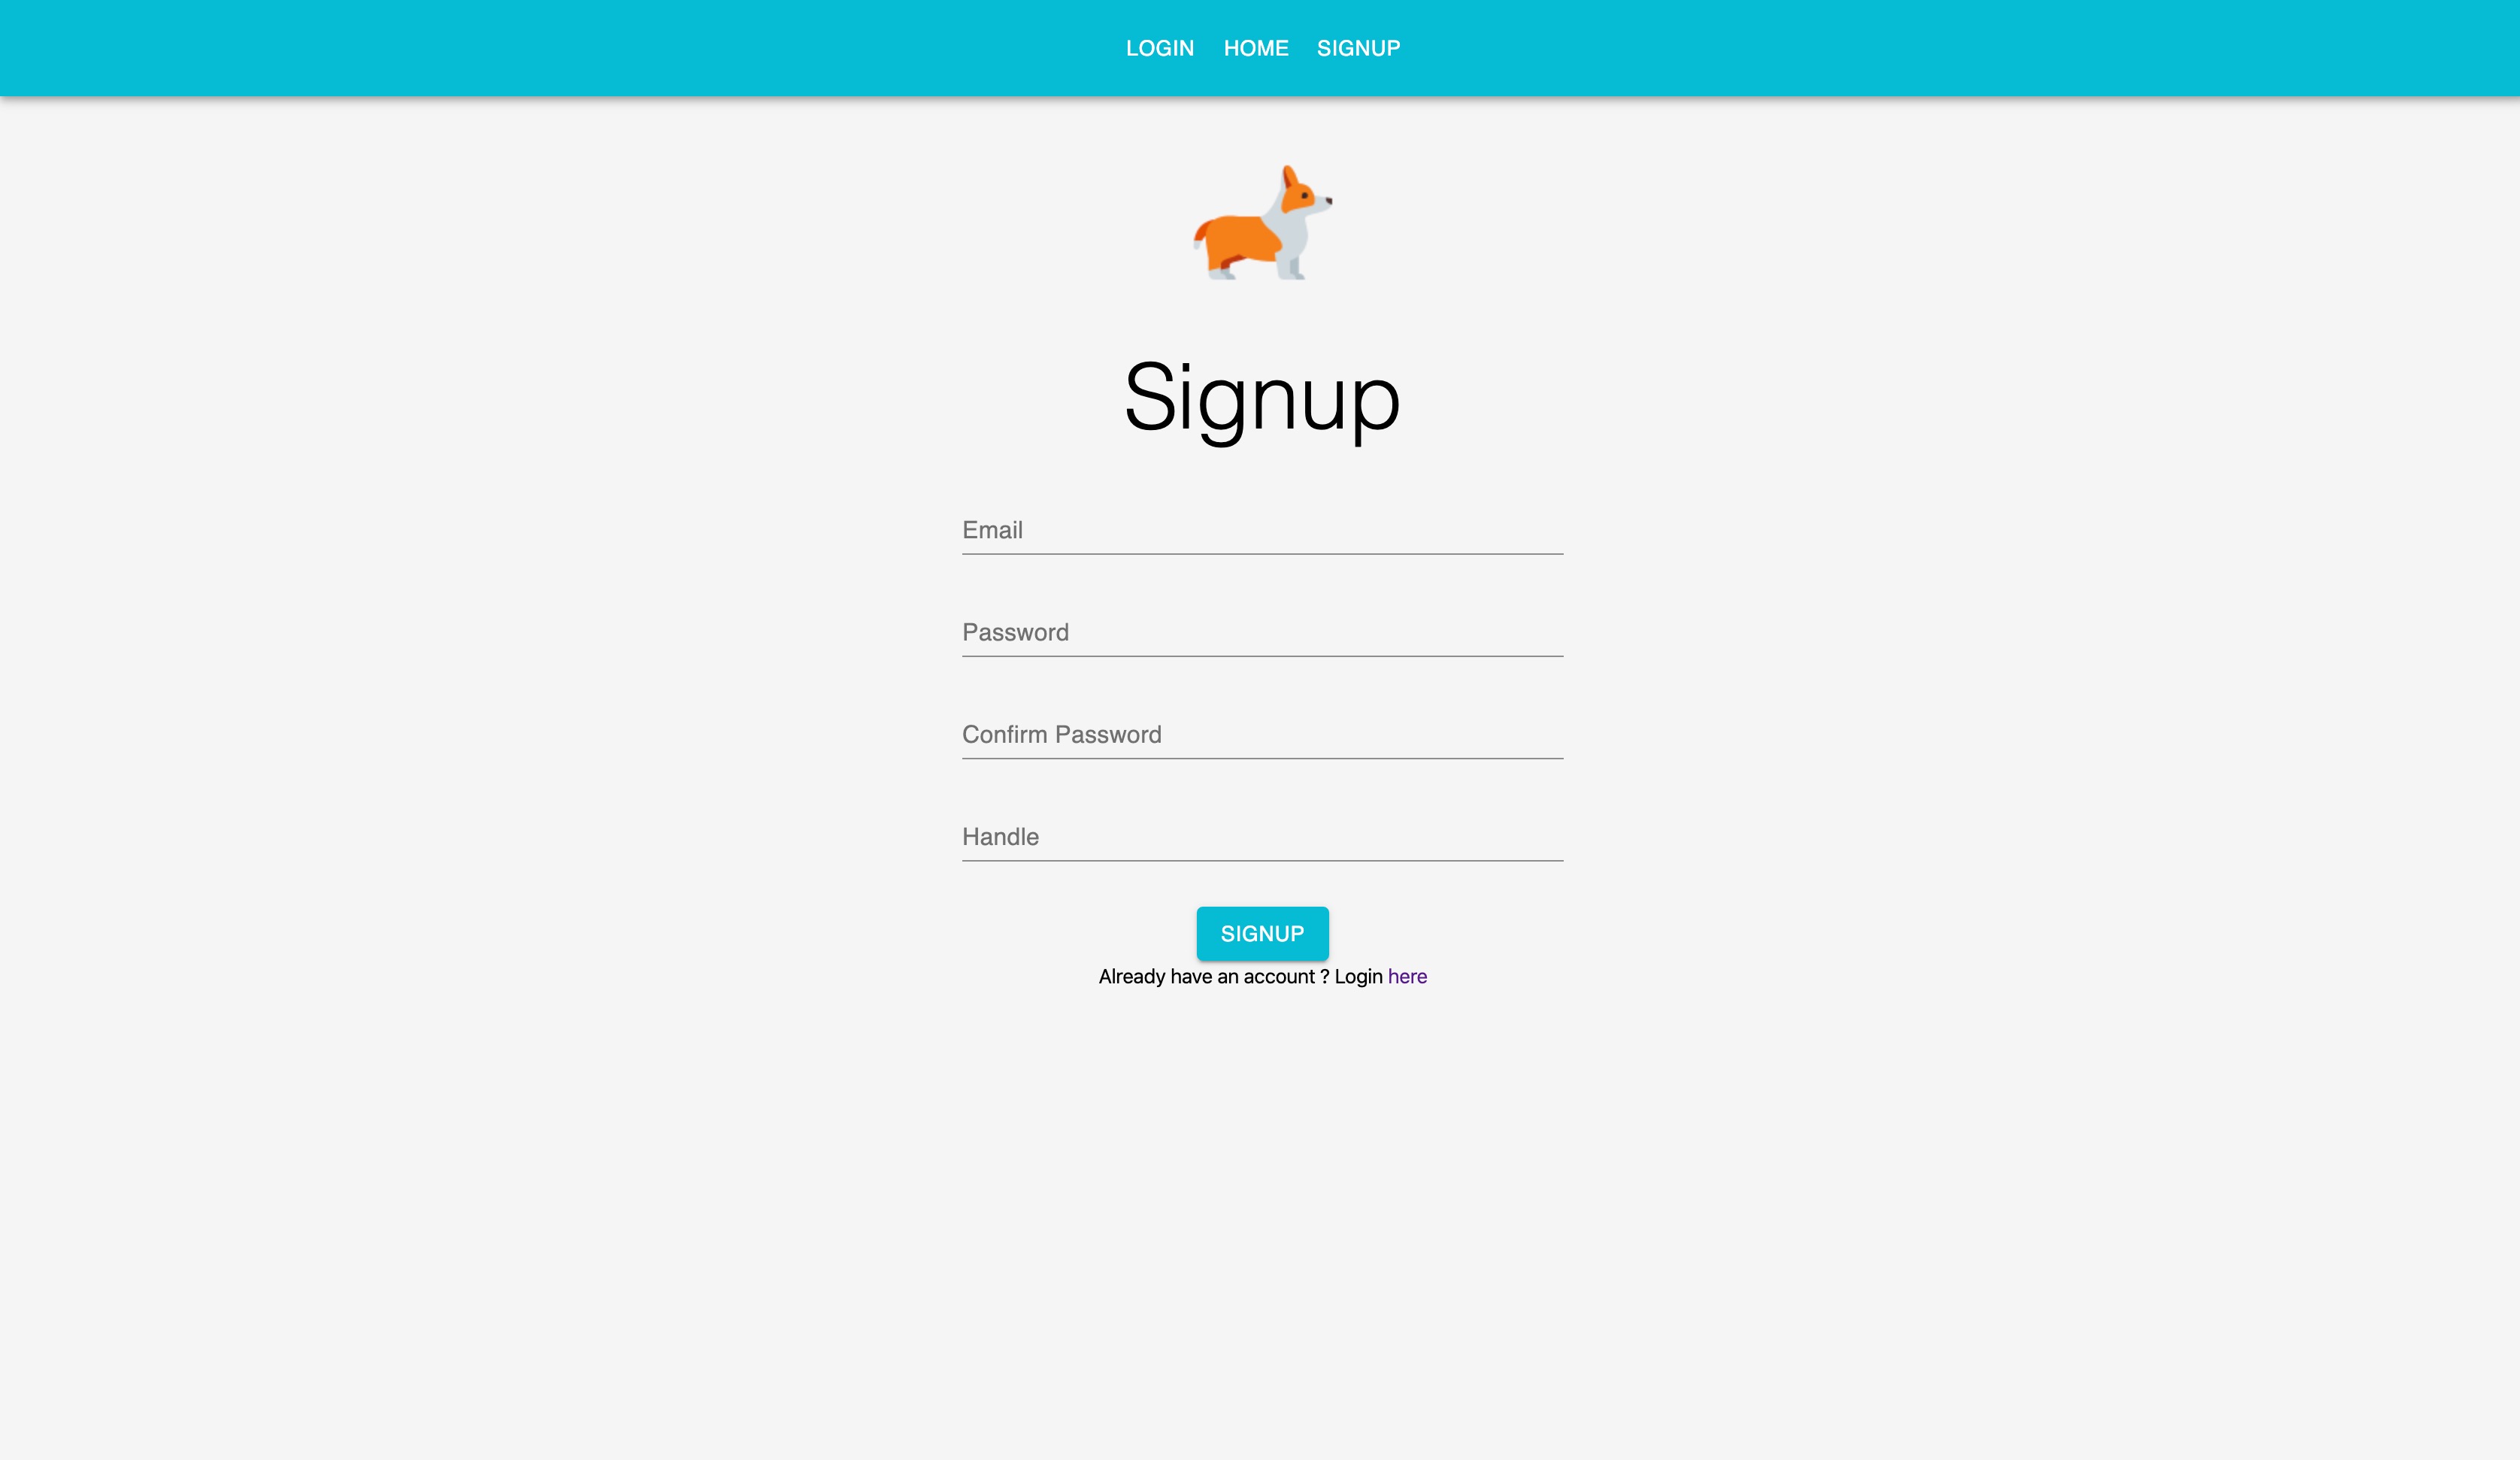 LOGIN HOME SIGNUP
Signup
Email
Password
Confirm Password
Handle
SIGNUP
Already have an account ? Login here